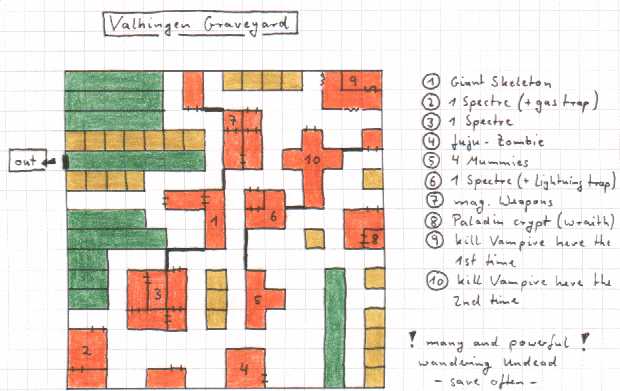 Valhingen Graveyard
out
1 Giant Skeleton
2 1 Spectre (+ gas trap)
3 1 Spectre
4 Juju-Zombie
5 4 Mummies
6 1 Spectre (+ Lightning trap)
7 mag. Weapons
8 Paladin crypt (wraith)
9 kill Vampire here the
1st time
10 kill Vampire here the
2nd time
! many and powerful !
wandering Undead
- save often -
9
7
10
1
6
8
3
5
2
4